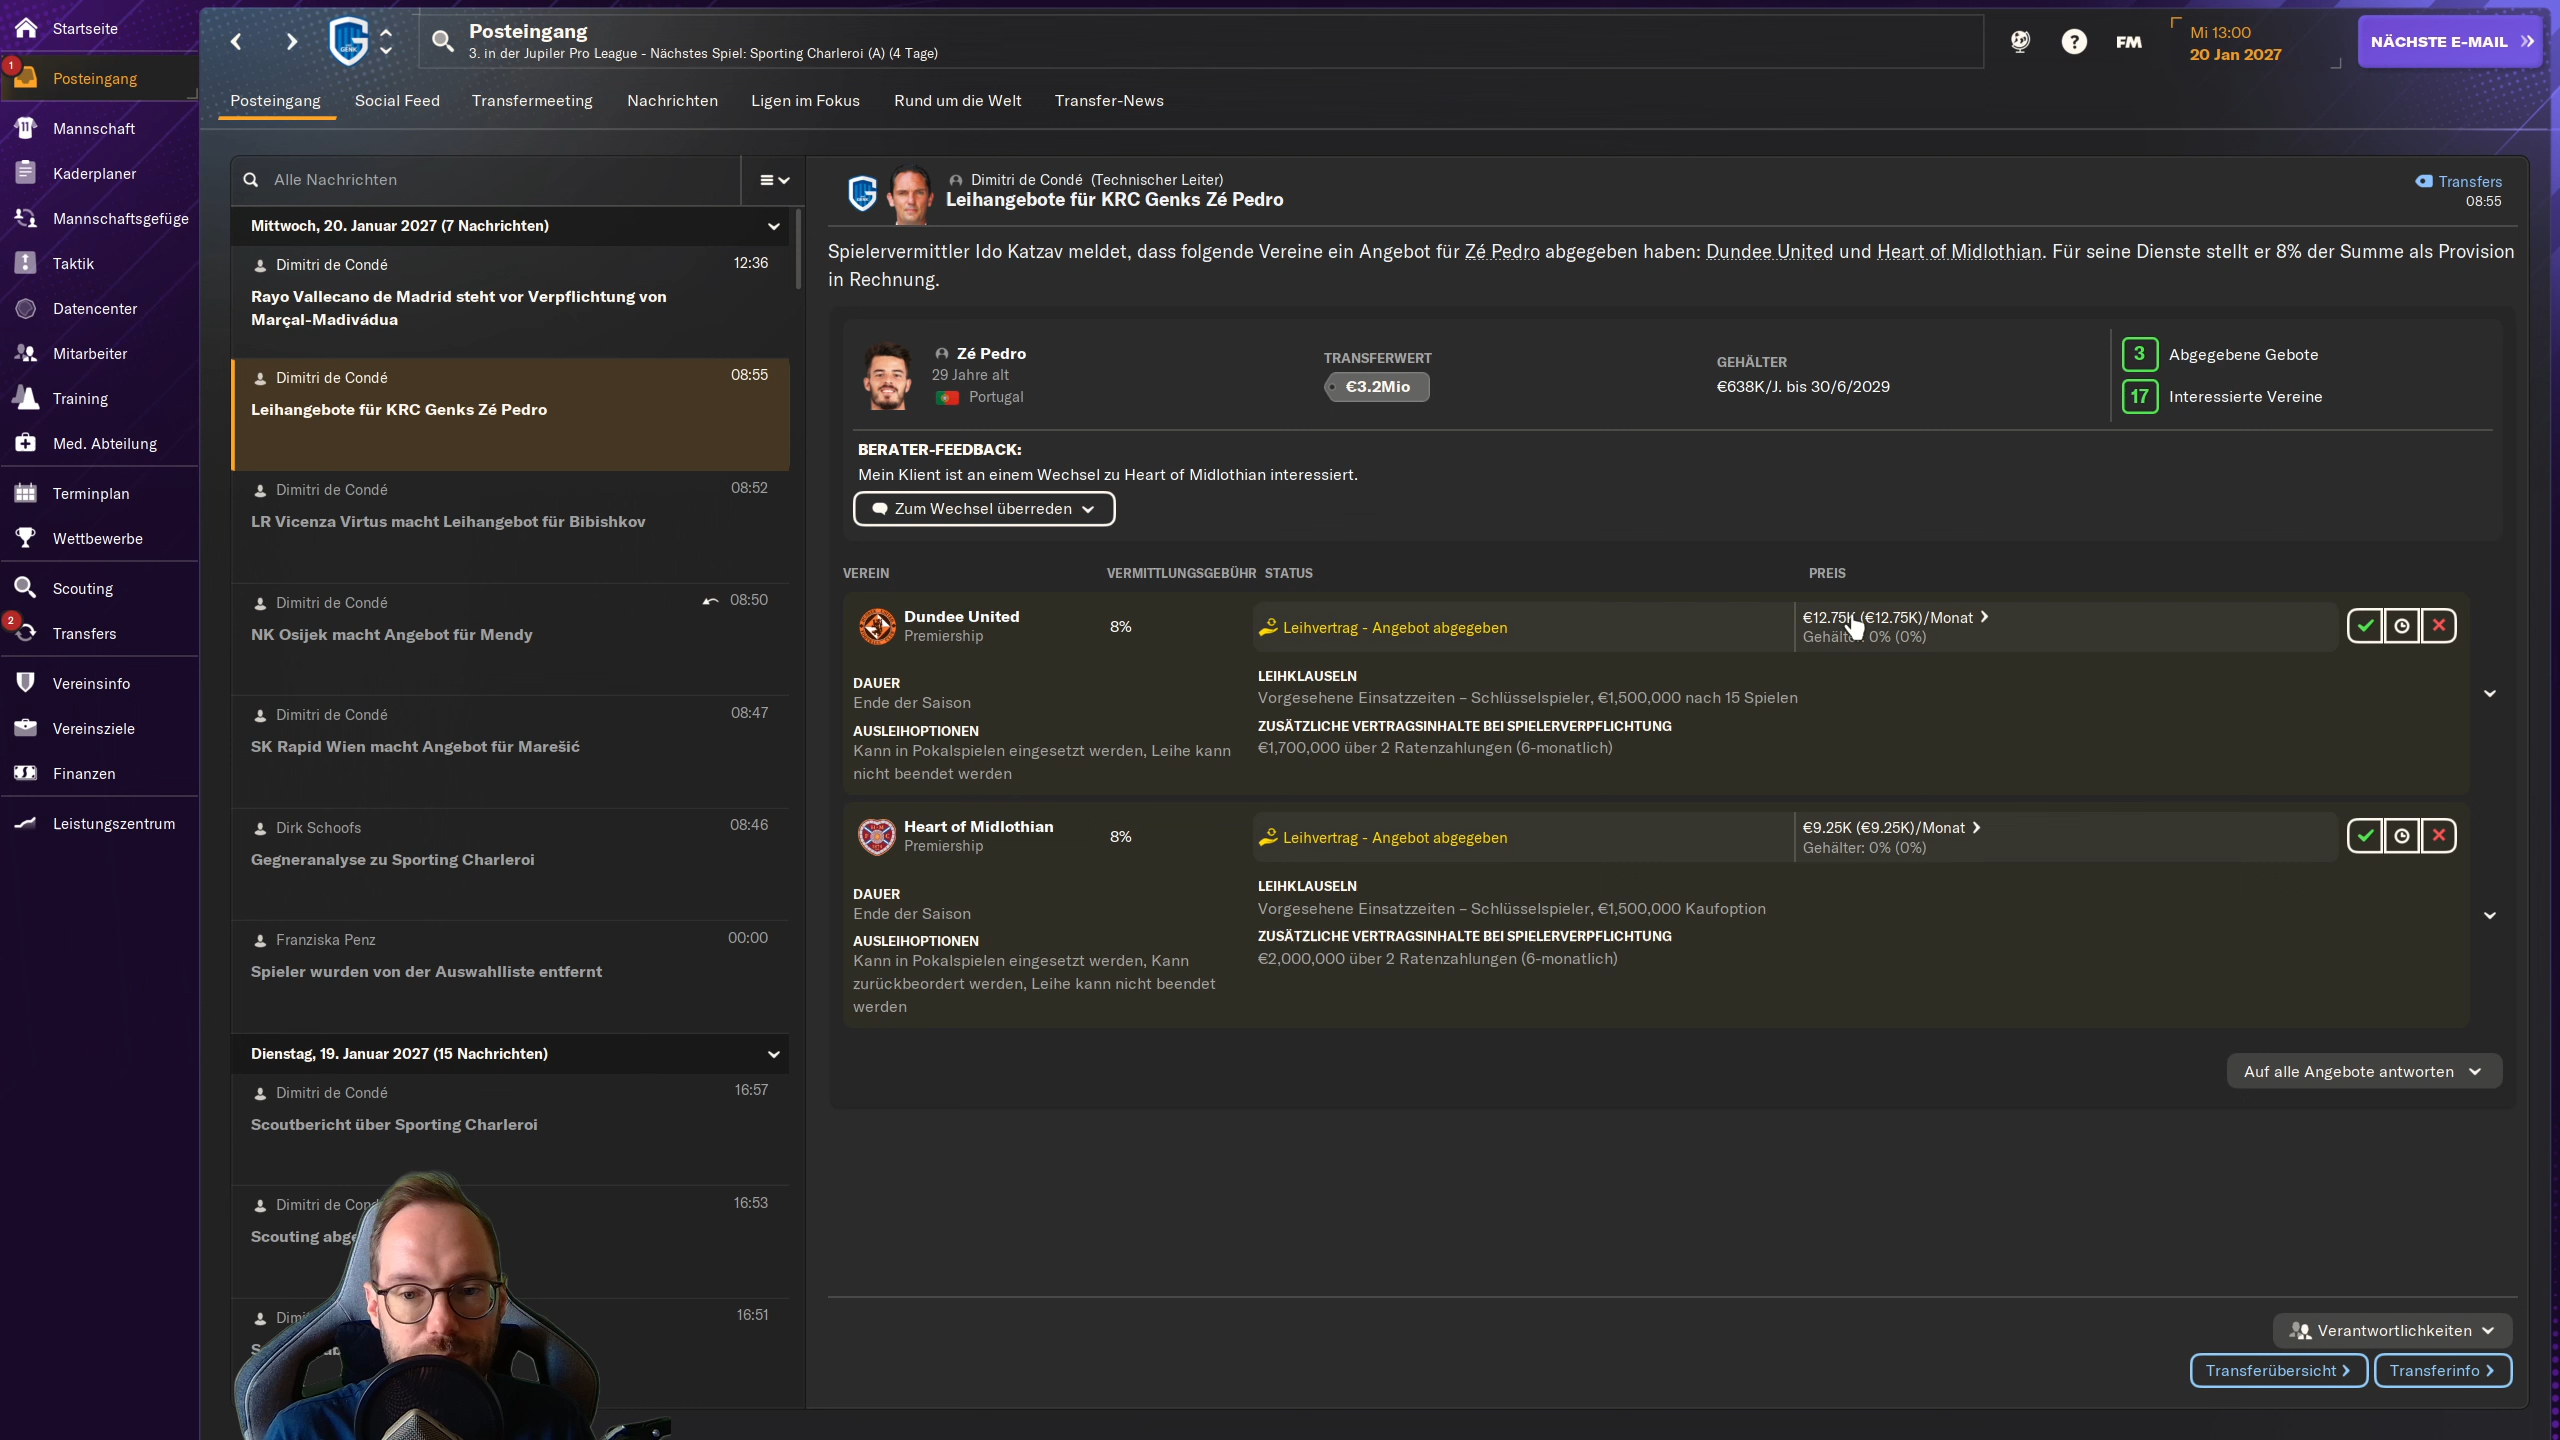 Startseite
1
Posteingang
Mannschaft
Kaderplaner
Mannschaftsgefüge
Taktik
Datencenter
Mitarbeiter
Training
Med. Abteilung
Terminplan
Wettbewerbe
Scouting
2
Transfers
Vereinsinfo
Vereinsziele
Finanzen
Leistungszentrum
Posteingang
3. in der Jupiler Pro League - Nächstes Spiel: Sporting Charleroi (A) (4 Tage)
FM
Mi 13:00
20 Jan 2027
NÄCHSTE E-MAIL
Posteingang Social Feed Transfermeeting Nachrichten Ligen im Fokus Rund um die Welt Transfer-News
Alle Nachrichten
Mittwoch, 20. Januar 2027 (7 Nachrichten)
Dimitri de Condé 12:36
Rayo Vallecano de Madrid steht vor Verpflichtung von
Marçal-Madivádua
Dimitri de Condé 08:55
Leihangebote für KRC Genks Zé Pedro
Dimitri de Condé 08:52
LR Vicenza Virtus macht Leihangebot für Bibishkov
Dimitri de Condé 08:50
NK Osijek macht Angebot für Mendy
Dimitri de Condé 08:47
SK Rapid Wien macht Angebot für Marešić
Dirk Schoofs 08:46
Gegneranalyse zu Sporting Charleroi
Franziska Penz 00:00
Spieler wurden von der Auswahlliste entfernt
Dienstag, 19. Januar 2027 (15 Nachrichten)
Dimitri de Condé 16:57
Scoutbericht über Sporting Charleroi
Dimitri de Cond 16:53
Scouting abge
Dimi 16:51
Dimitri de Condé (Technischer Leiter)
Leihangebote für KRC Genks Zé Pedro
Transfers
08:55
Spielervermittler Ido Katzav meldet, dass folgende Vereine ein Angebot für Zé Pedro abgegeben haben: Dundee United und Heart of Midlothian. Für seine Dienste stellt er 8% der Summe als Provision
in Rechnung.
Zé Pedro
29 Jahre alt
Portugal
TRANSFERWERT
€3.2Mio
GEHÄLTER
€638K/J. bis 30/6/2029
3 Abgegebene Gebote
17 Interessierte Vereine
BERATER-FEEDBACK:
Mein Klient ist an einem Wechsel zu Heart of Midlothian interessiert.
Zum Wechsel überreden
VEREIN VERMITTLUNGSGEBÜHR STATUS PREIS
Dundee United
Premiership
8%
Leihvertrag - Angebot abgegeben
€12.75K (€12.75K)/Monat
Gehälter: 0% (0%)
DAUER
Ende der Saison
AUSLEIHOPTIONEN
Kann in Pokalspielen eingesetzt werden, Leihe kann
nicht beendet werden
LEIHKLAUSELN
Vorgesehene Einsatzzeiten – Schlüsselspieler, €1,500,000 nach 15 Spielen
ZUSÄTZLICHE VERTRAGSINHALTE BEI SPIELERVERPFLICHTUNG
€1,700,000 über 2 Ratenzahlungen (6-monatlich)
Heart of Midlothian
Premiership
8%
Leihvertrag - Angebot abgegeben
€9.25K (€9.25K)/Monat
Gehälter: 0% (0%)
DAUER
Ende der Saison
AUSLEIHOPTIONEN
Kann in Pokalspielen eingesetzt werden, Kann
zurückbeordert werden, Leihe kann nicht beendet
werden
LEIHKLAUSELN
Vorgesehene Einsatzzeiten – Schlüsselspieler, €1,500,000 Kaufoption
ZUSÄTZLICHE VERTRAGSINHALTE BEI SPIELERVERPFLICHTUNG
€2,000,000 über 2 Ratenzahlungen (6-monatlich)
Auf alle Angebote antworten
Verantwortlichkeiten
Transferübersicht
Transferinfo